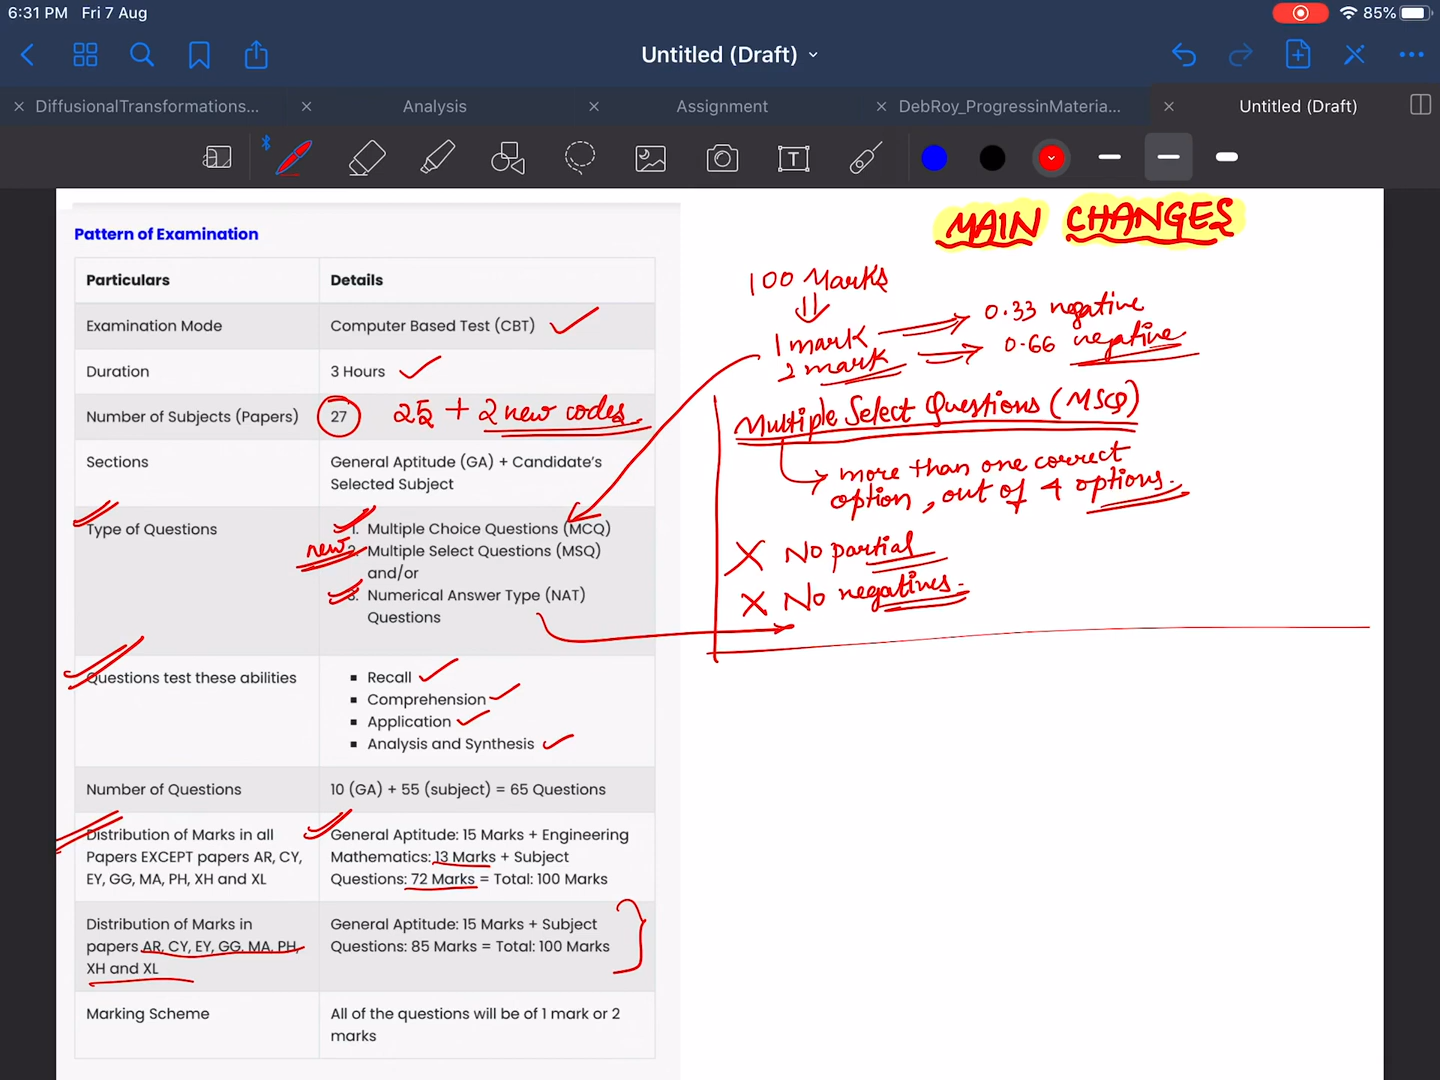 6:31 PM Fri 7 Aug
85%
Untitled (Draft)
DiffusionalTransformations...
Analysis
Assignment
DebRoy_ProgressinMateria...
Untitled (Draft)
T
MAIN CHANGES
Pattern of Examination
Particulars Details
Examination Mode Computer Based Test (CBT)
Duration 3 Hours
Number of Subjects (Papers) 27 25 + 2 new codes
Sections General Aptitude (GA) + Candidate's
Selected Subject
Type of Questions 1. Multiple Choice Questions (MCQ)
new 2. Multiple Select Questions (MSQ)
and/or
3. Numerical Answer Type (NAT)
Questions
Questions test these abilities
Recall
Comprehension
Application
Analysis and Synthesis
Number of Questions 10 (GA) + 55 (subject) = 65 Questions
Distribution of Marks in all
Papers EXCEPT papers AR, CY,
EY, GG, MA, PH, XH and XL
General Aptitude: 15 Marks + Engineering
Mathematics: 13 Marks + Subject
Questions: 72 Marks = Total: 100 Marks
Distribution of Marks in
papers AR, CY, EY, GG, MA, PH,
XH and XL
General Aptitude: 15 Marks + Subject
Questions: 85 Marks = Total: 100 Marks
Marking Scheme All of the questions will be of 1 mark or 2
marks
100 Marks
1 mark 0.33 negative
2 mark 0.66 negative
Multiple Select Questions (MSQ)
more than one correct
option, out of 4 options.
X No partial
X No negatives.